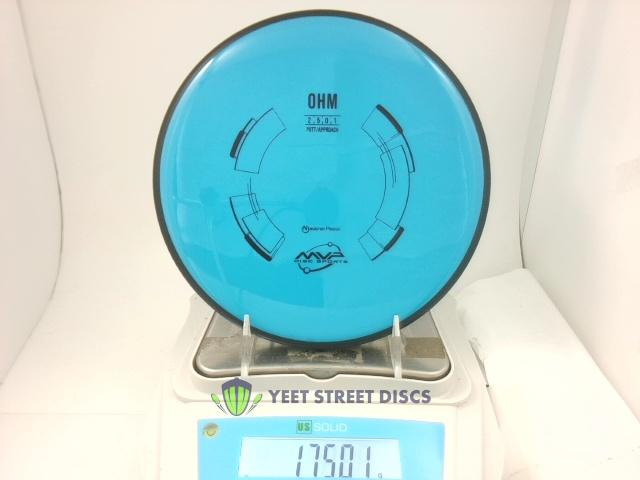 OHM
2, 5, 0, 1
PUTT/APPROACH
Neutron Plastic
MVP
DISC SPORTS
YEET STREET DISCS
US SOLID
175.01 g